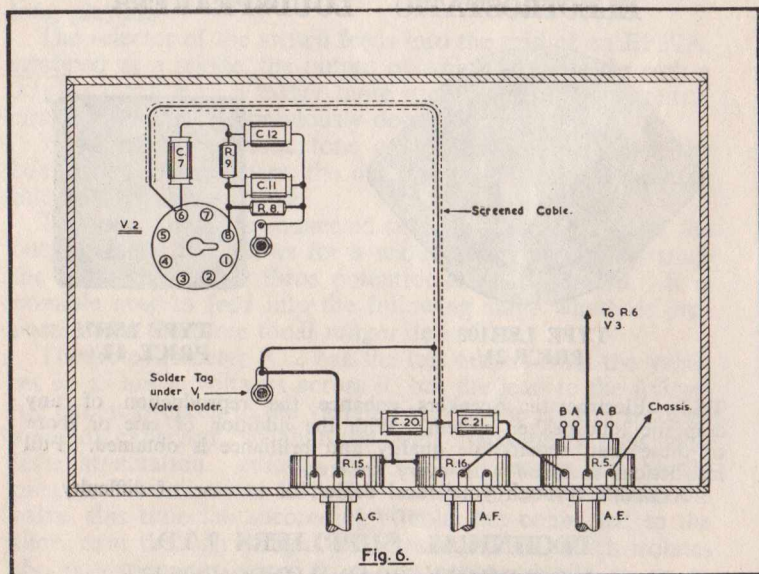 C.12
C
7
R.
9
C.11
R.8
V.2
6
7
5
8
4
1
3
2
Screened Cable.
To R.6
V 3.
Solder Tag
under V.
Valve holder.
B A A B
Chassis.
C.20.
C.21.
R.15.
R.16.
R.5.
A.G.
A.F.
A.E.
Fig. 6.